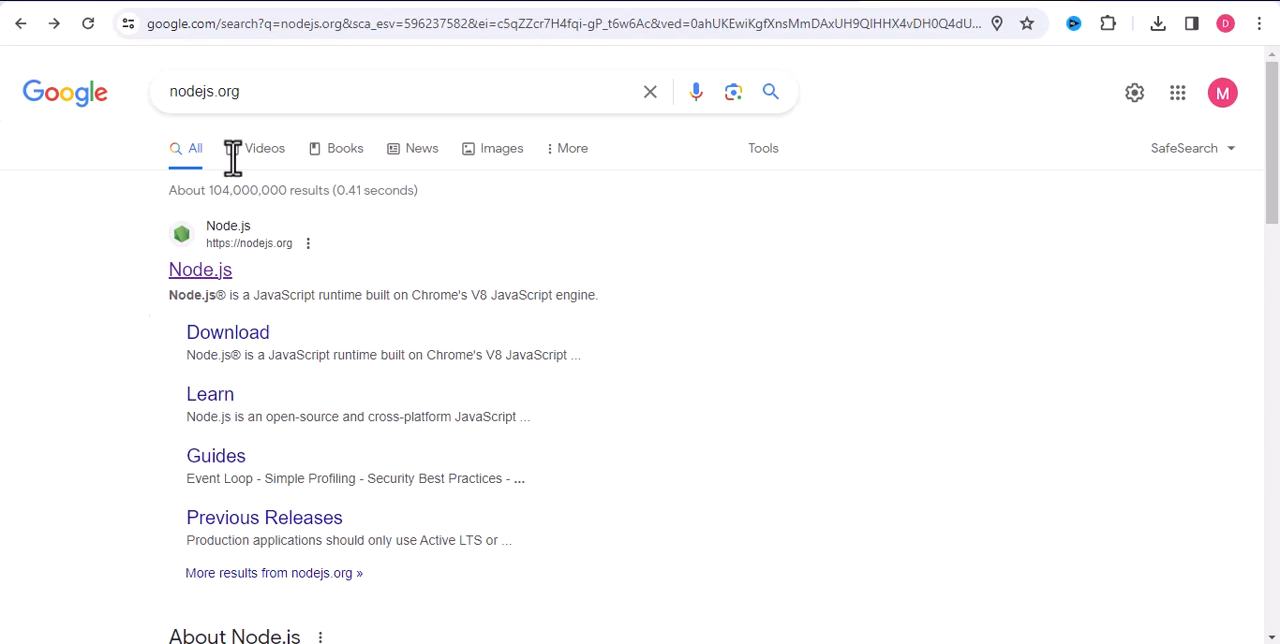 google.com/search?q=nodejs.org&sca_esv=596237582&ei=c5qZZcr7H4fqi-gP_t6w6Ac&ved=0ahUKEwiKgfXnsMmDAxUH9QIHHX4vDH0Q4dU...
D
Google
nodejs.org
M
All Videos Books News Images More Tools SafeSearch
About 104,000,000 results (0.41 seconds)
Node.js
https://nodejs.org
Node.js
Node.js® is a JavaScript runtime built on Chrome's V8 JavaScript engine.
Download
Node.js® is a JavaScript runtime built on Chrome's V8 JavaScript ...
Learn
Node.js is an open-source and cross-platform JavaScript ...
Guides
Event Loop - Simple Profiling - Security Best Practices - ...
Previous Releases
Production applications should only use Active LTS or ...
More results from nodejs.org »
About Node.js